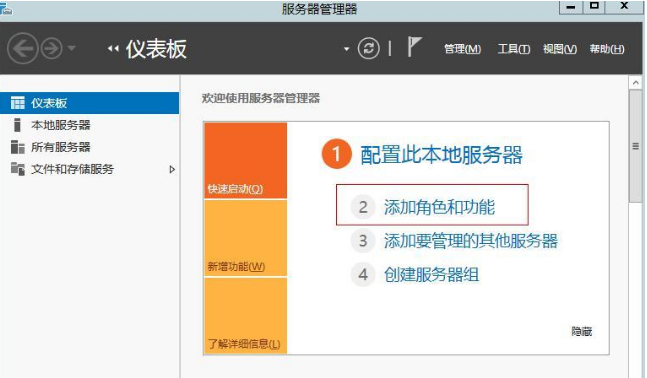 服务器管理器
仪表板
管理(M) 工具(T) 视图(V) 帮助(H)
仪表板
本地服务器
所有服务器
文件和存储服务
欢迎使用服务器管理器
快速启动(Q)
新增功能(W)
了解详细信息(L)
1 配置此本地服务器
2 添加角色和功能
3 添加要管理的其他服务器
4 创建服务器组
隐藏